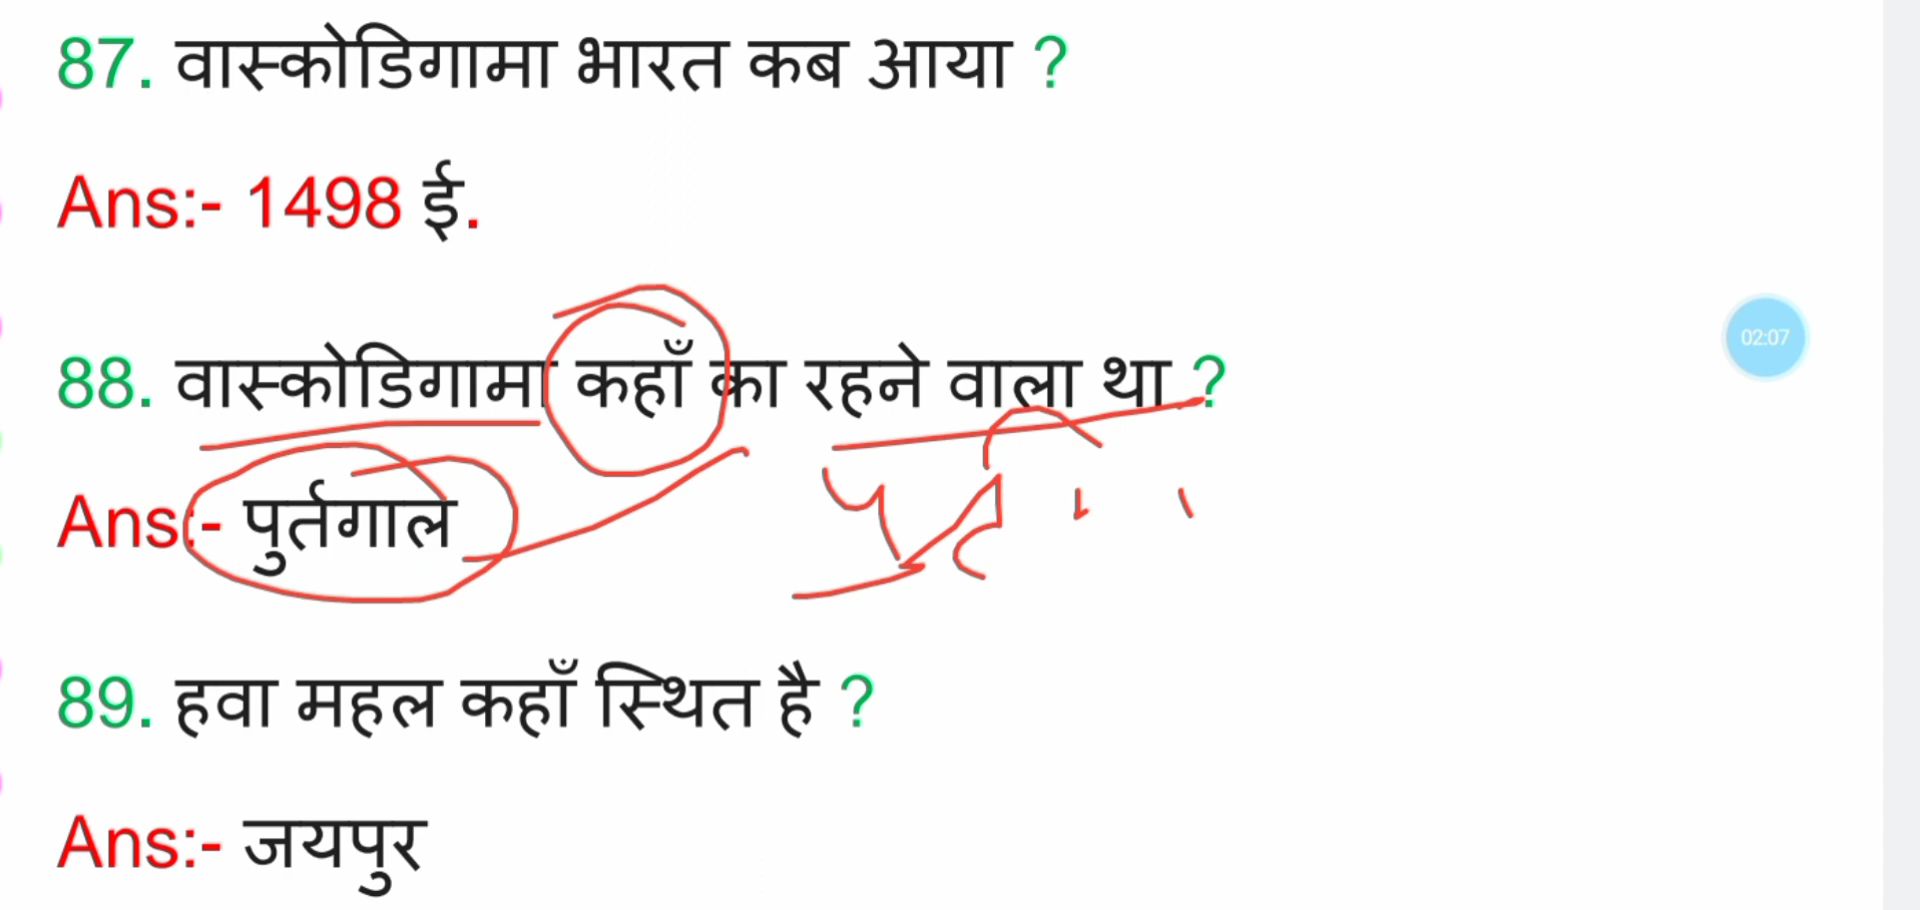 87. वास्कोडिगामा भारत कब आया ?
Ans:- 1498 ई.
88. वास्कोडिगामा कहाँ का रहने वाला था ?
02:07
Ans:- पुर्तगाल
89. हवा महल कहाँ स्थित है ?
Ans:- जयपुर